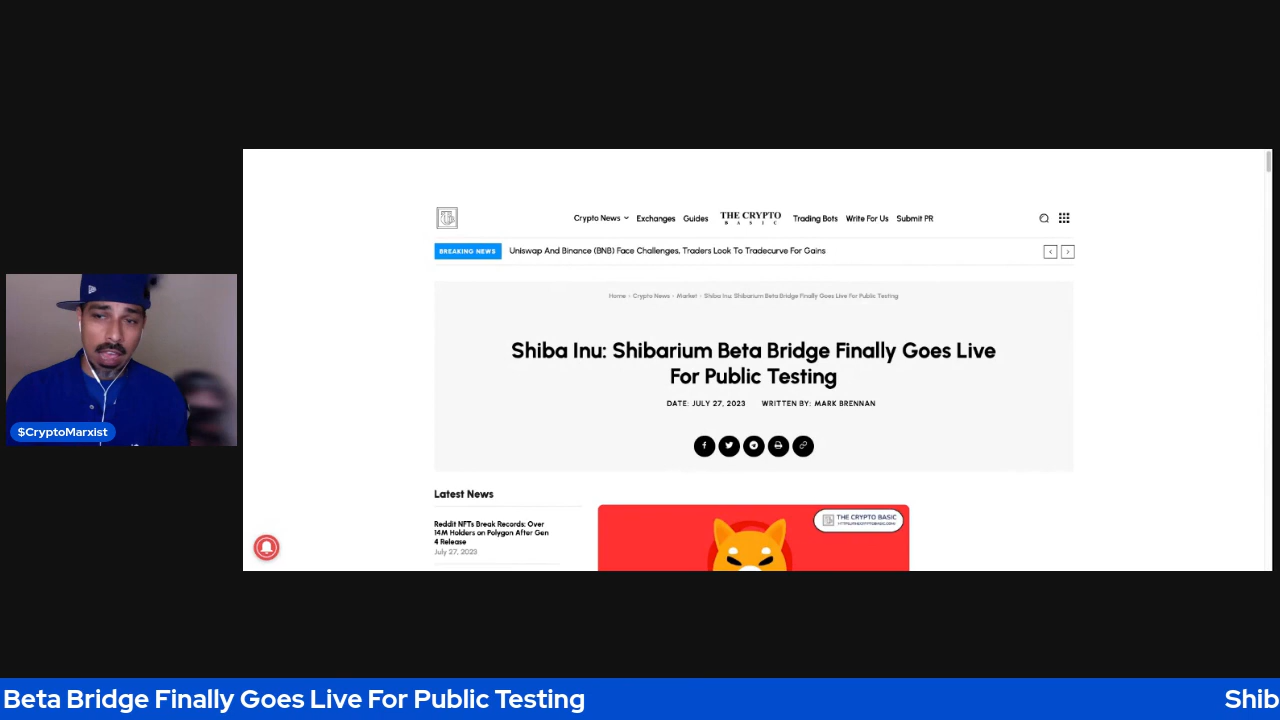 Crypto News
Exchanges
Guides
THE CRYPTO
BASIC
Trading Bots
Write For Us
Submit PR
BREAKING NEWS
Uniswap And Binance (BNB) Face Challenges, Traders Look To Tradecurve For Gains
Home › Crypto News › Market › Shiba Inu: Shibarium Beta Bridge Finally Goes Live For Public Testing
Shiba Inu: Shibarium Beta Bridge Finally Goes Live
For Public Testing
DATE: JULY 27, 2023 WRITTEN BY: MARK BRENNAN
Latest News
Reddit NFTs Break Records: Over
14M Holders on Polygon After Gen
4 Release
July 27, 2023
THE CRYPTO BASIC
$CryptoMarxist
Beta Bridge Finally Goes Live For Public Testing
Shib